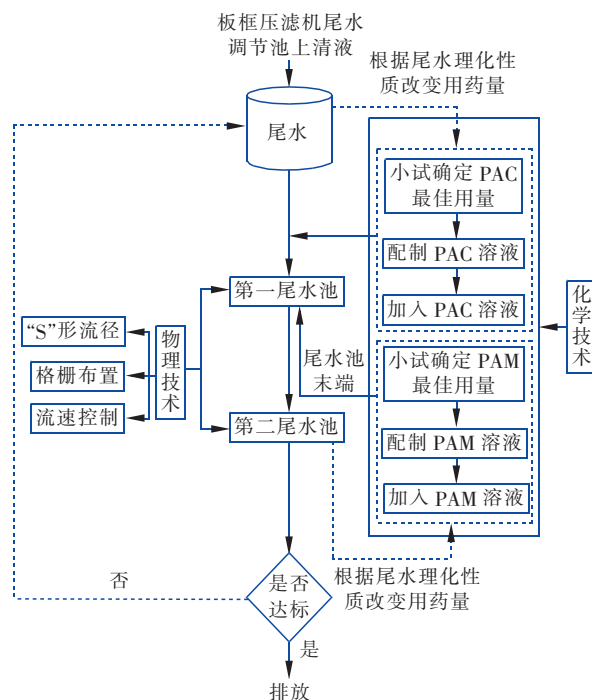 板框压滤机尾水
调节池上清液
根据尾水理化性
质改变用药量
尾水
小试确定 PAC
最佳用量
配制 PAC 溶液
加入 PAC 溶液
第一尾水池
化学技术
“S”形流径
格栅布置
流速控制
物理技术
尾水池
末端
小试确定 PAM
最佳用量
配制 PAM 溶液
加入 PAM 溶液
第二尾水池
根据尾水理化性
质改变用药量
否
是否
达标
是
排放